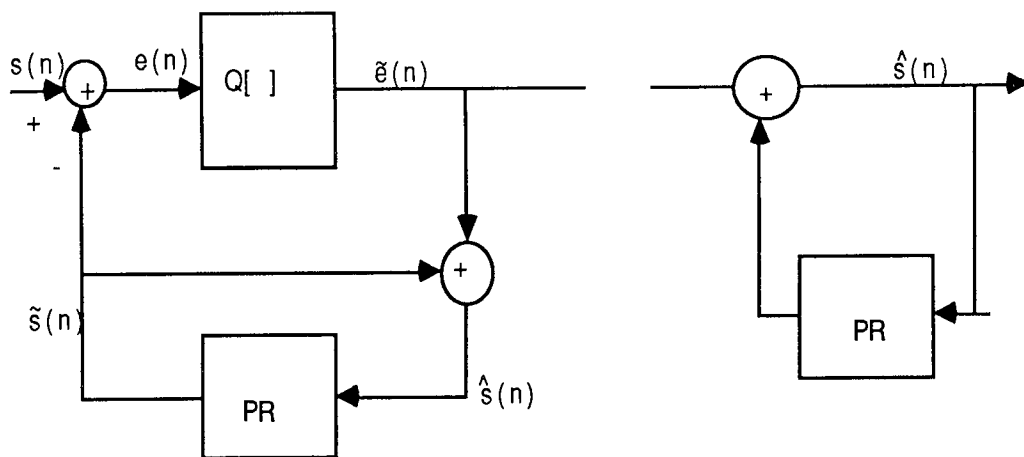 s(n)
+
e(n)
Q[ ]
ẽ(n)
+
-
+
s̃(n)
PR
ŝ(n)
+
ŝ(n)
PR